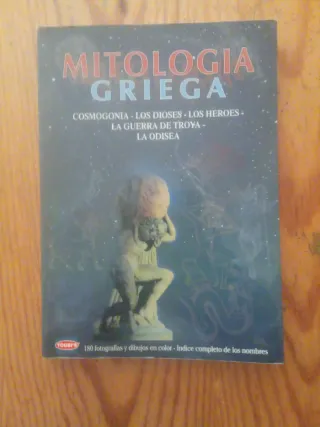 MITOLOGIA
GRIEGA
COSMOGONIA - LOS DIOSES - LOS HEROES -
LA GUERRA DE TROYA -
LA ODISEA
180 fotografias y dibujos en color - Indice completo de los nombres